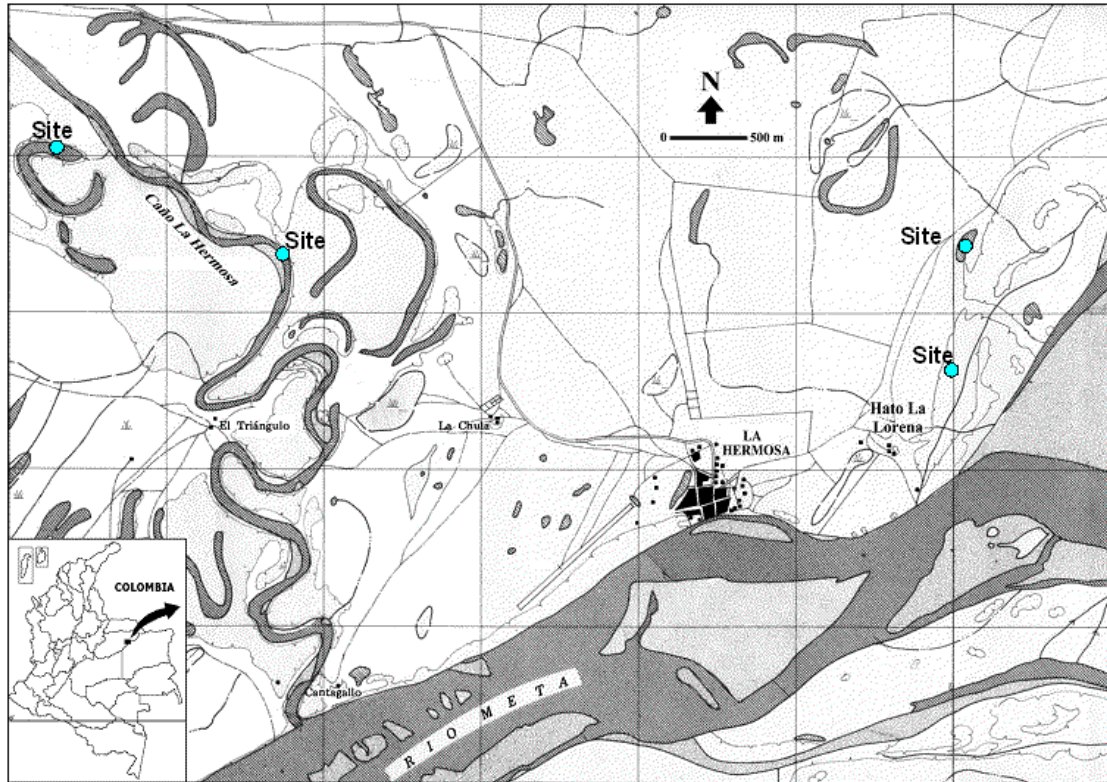 N
0 500 m
Site
Caño La Hermosa
Site
Site
Site
Hato La
Lorena
El Triángulo
La Chula
LA
HERMOSA
COLOMBIA
Cantagallo
RIO META